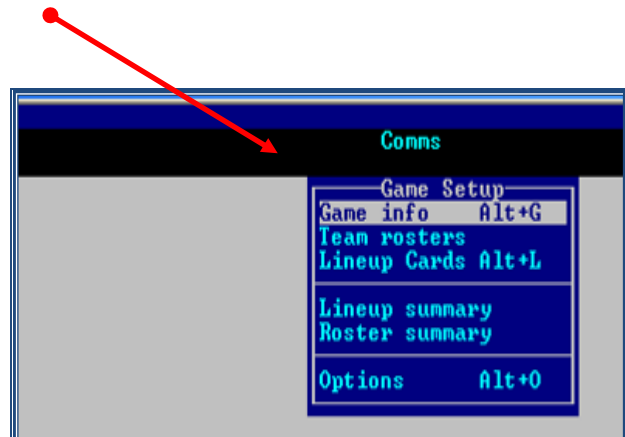 Comms
Game Setup
Game info Alt+G
Team rosters
Lineup Cards Alt+L
Lineup summary
Roster summary
Options Alt+O